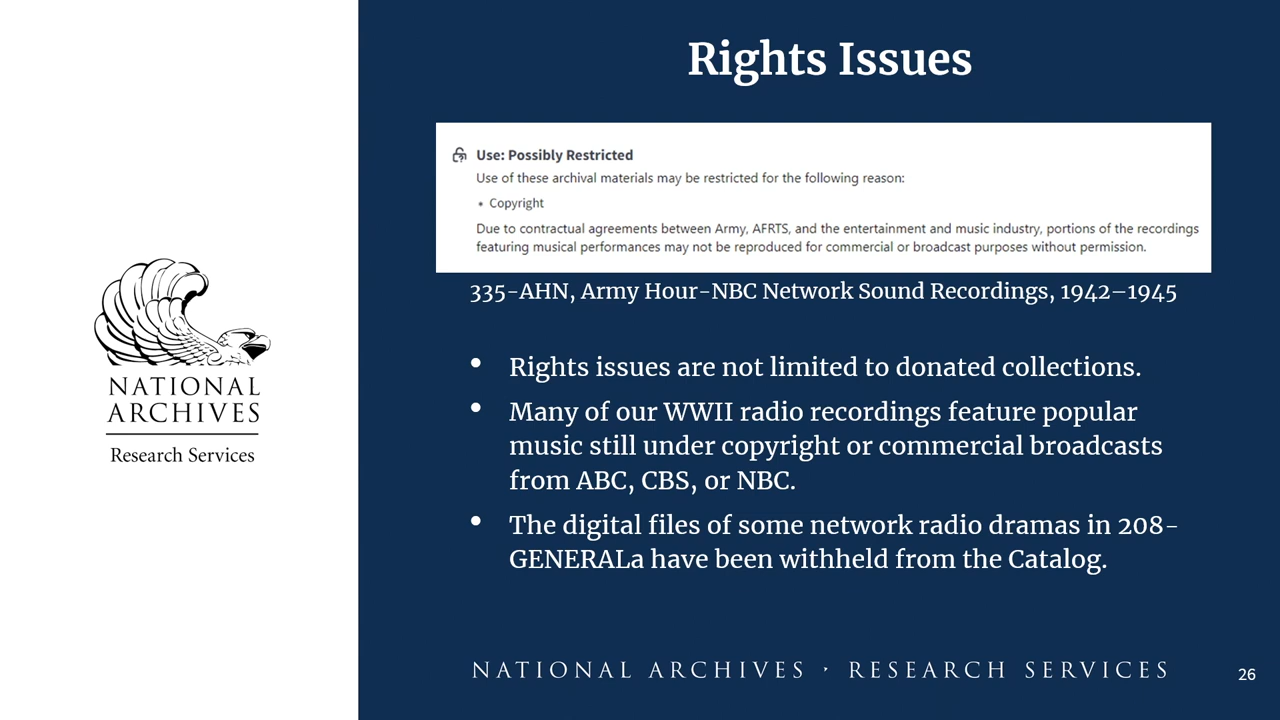 Rights Issues
Use: Possibly Restricted
Use of these archival materials may be restricted for the following reason:
• Copyright
Due to contractual agreements between Army, AFRTS, and the entertainment and music industry, portions of the recordings
featuring musical performances may not be reproduced for commercial or broadcast purposes without permission.
335-AHN, Army Hour-NBC Network Sound Recordings, 1942–1945
• Rights issues are not limited to donated collections.
• Many of our WWII radio recordings feature popular
music still under copyright or commercial broadcasts
from ABC, CBS, or NBC.
• The digital files of some network radio dramas in 208-
GENERALa have been withheld from the Catalog.
NATIONAL
ARCHIVES
Research Services
NATIONAL ARCHIVES • RESEARCH SERVICES
26